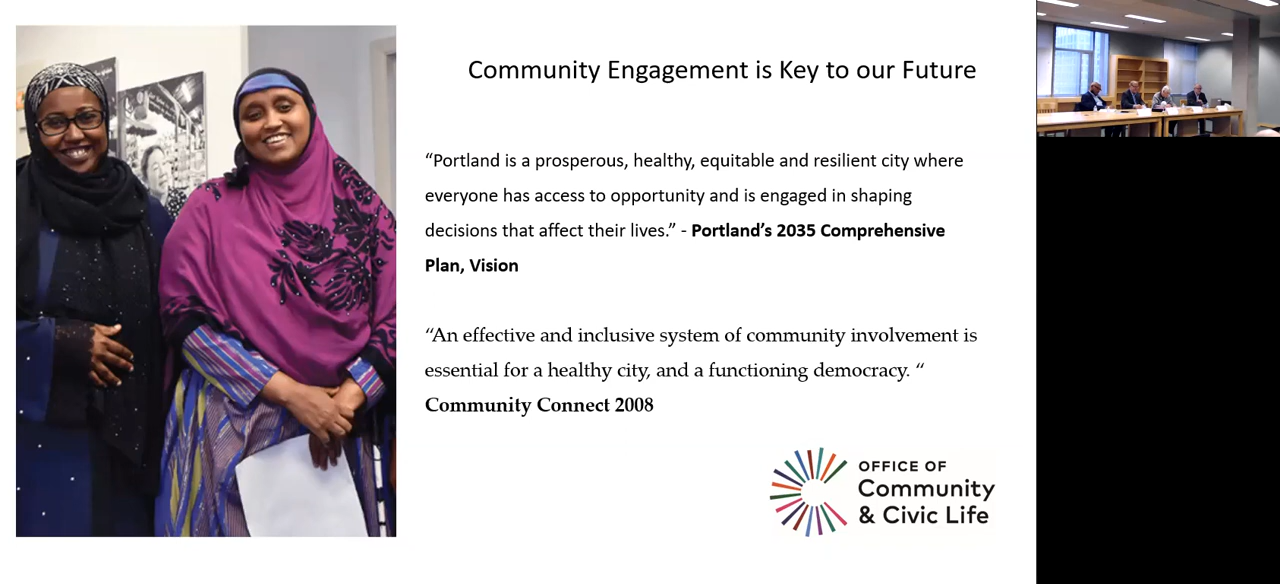 Community Engagement is Key to our Future
“Portland is a prosperous, healthy, equitable and resilient city where
everyone has access to opportunity and is engaged in shaping
decisions that affect their lives.” - Portland’s 2035 Comprehensive
Plan, Vision
“An effective and inclusive system of community involvement is
essential for a healthy city, and a functioning democracy. “
Community Connect 2008
OFFICE OF
Community
& Civic Life